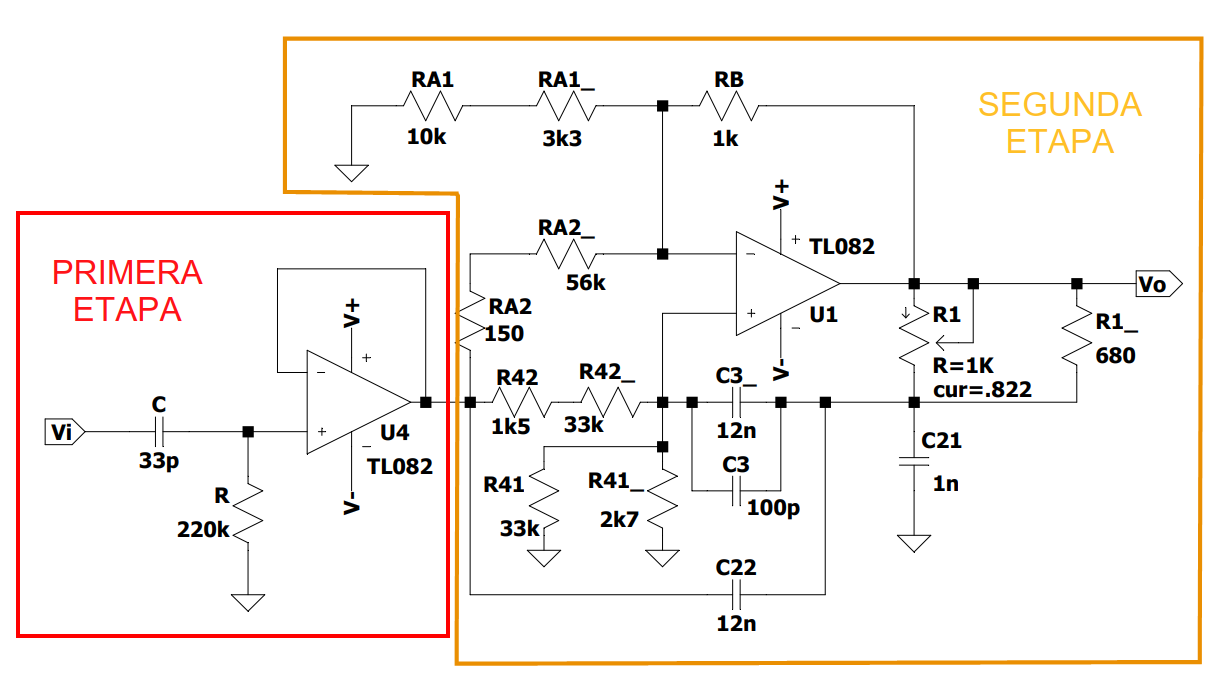 RA1
10k
RA1_
3k3
RB
1k
SEGUNDA
ETAPA
PRIMERA
ETAPA
RA2_
56k
RA2
150
V+
+
TL082
−
+
U1
−
V-
Vo
R1
R=1K
cur=.822
R1_
680
V+
+
−
+
U4
−
TL082
V-
Vi
C
33p
R
220k
R42
1k5
R42_
33k
C3_
12n
C3
100p
R41
33k
R41_
2k7
C21
1n
C22
12n